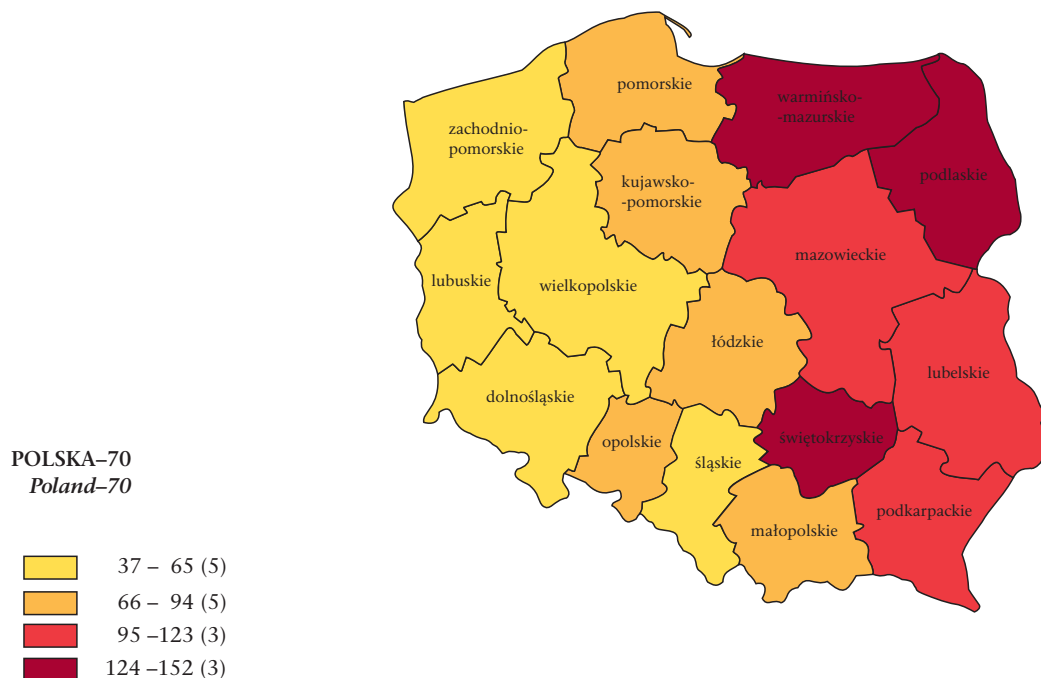 pomorskie
warmińsko-
-mazurskie
zachodnio-
pomorskie
podlaskie
kujawsko-
-pomorskie
mazowieckie
lubuskie
wielkopolskie
łódzkie
lubelskie
dolnośląskie
opolskie
świętokrzyskie
śląskie
podkarpackie
małopolskie
POLSKA–70
Poland–70
37 – 65 (5)
66 – 94 (5)
95 –123 (3)
124 –152 (3)